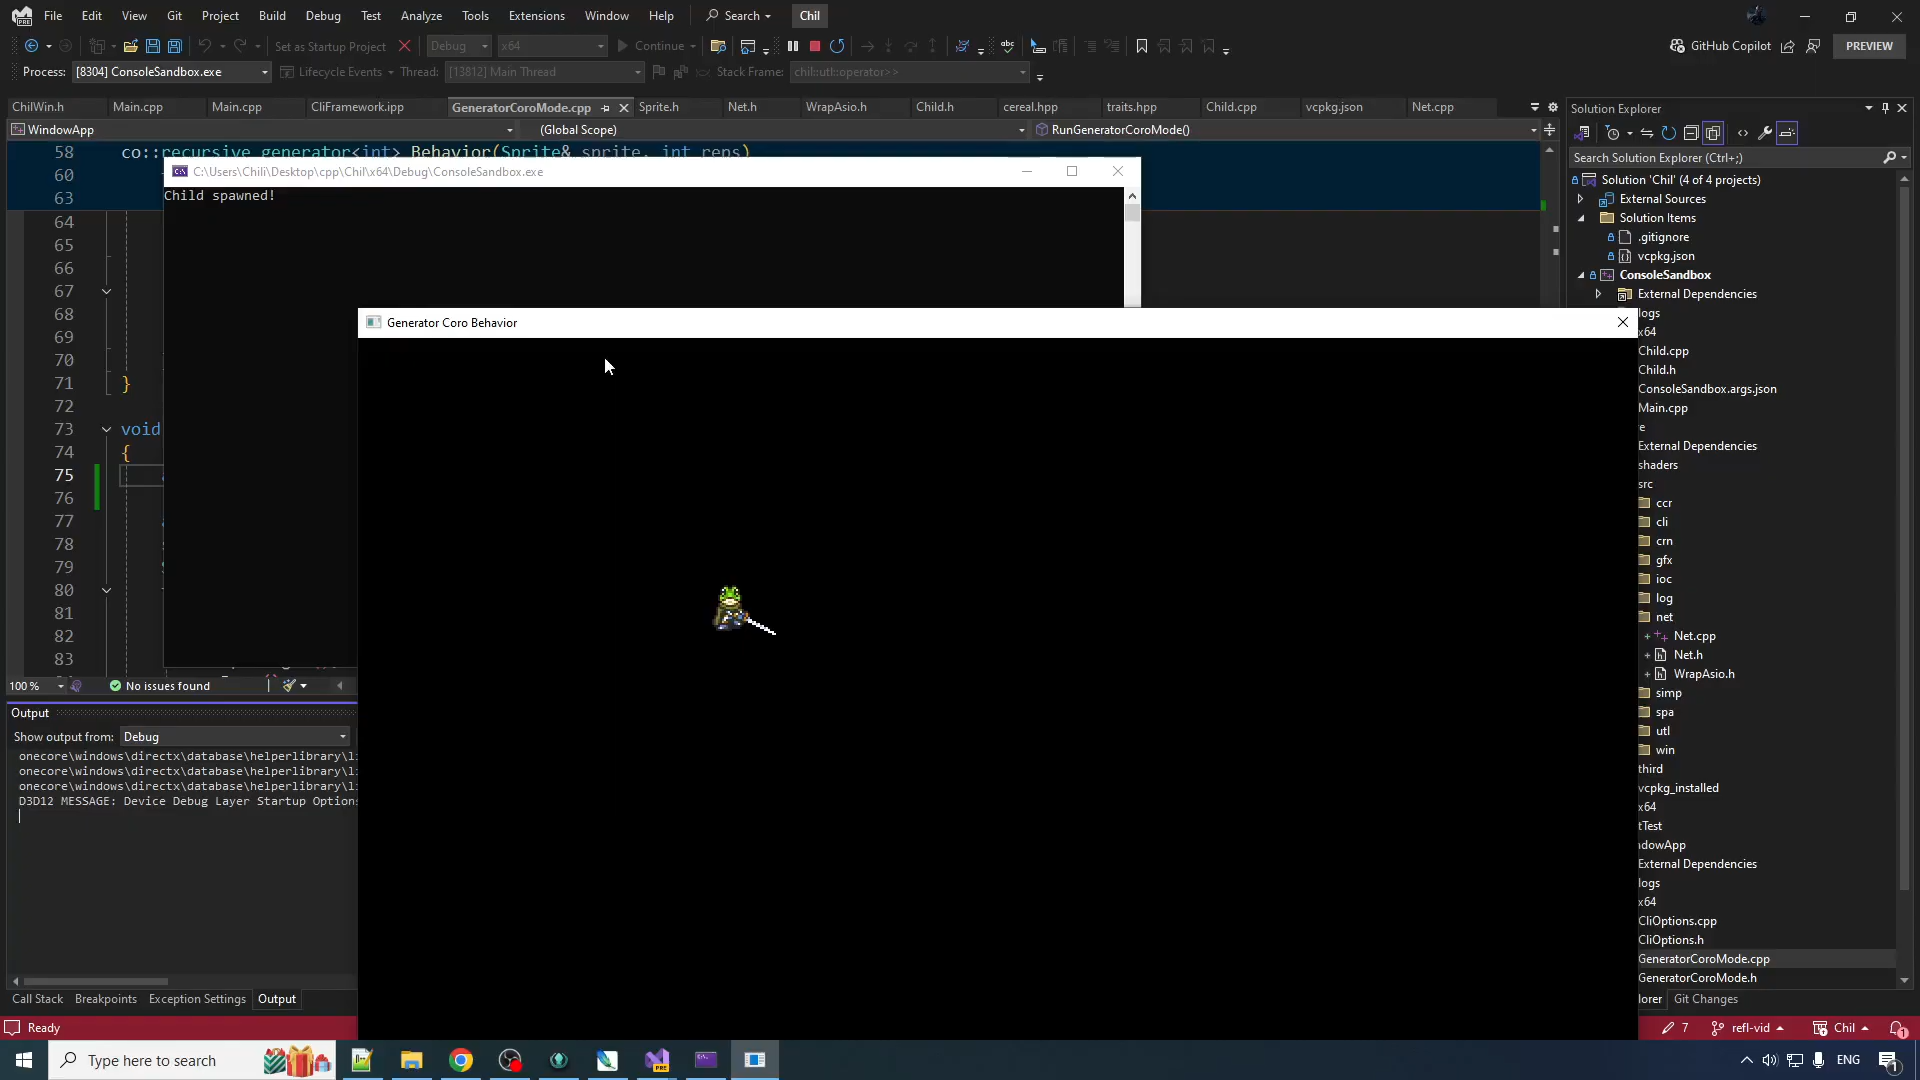 File Edit View Git Project Build Debug Test Analyze Tools Extensions Window Help Search Chil
Set as Startup Project Debug x64 Continue GitHub Copilot PREVIEW
Process: [8304] ConsoleSandbox.exe Lifecycle Events Thread: [13812] Main Thread Stack Frame: chil::utl::operator>>
ChilWin.h Main.cpp Main.cpp CliFramework.ipp GeneratorCoroMode.cpp Sprite.h Net.h WrapAsio.h Child.h cereal.hpp traits.hpp Child.cpp vcpkg.json Net.cpp
WindowApp (Global Scope) RunGeneratorCoroMode()
58 co::recursive_generator<int> Behavior(Sprite& sprite, int reps)
60
63
64
65
66
67
68
69
70
71 }
72
73 void
74 {
75
76
77
78
79
80
81
82
83
C:\Users\Chili\Desktop\cpp\Chil\x64\Debug\ConsoleSandbox.exe
Child spawned!
Generator Coro Behavior
100 % No issues found
Output
Show output from: Debug
onecore\windows\directx\database\helperlibrary\l
onecore\windows\directx\database\helperlibrary\l
onecore\windows\directx\database\helperlibrary\l
D3D12 MESSAGE: Device Debug Layer Startup Option
Call Stack Breakpoints Exception Settings Output
Ready
Solution Explorer
Search Solution Explorer (Ctrl+;)
Solution 'Chil' (4 of 4 projects)
External Sources
Solution Items
.gitignore
vcpkg.json
ConsoleSandbox
External Dependencies
logs
x64
Child.cpp
Child.h
ConsoleSandbox.args.json
Main.cpp
re
External Dependencies
shaders
src
ccr
cli
crn
gfx
ioc
log
net
Net.cpp
Net.h
WrapAsio.h
simp
spa
utl
win
third
vcpkg_installed
x64
tTest
ndowApp
External Dependencies
logs
x64
CliOptions.cpp
CliOptions.h
GeneratorCoroMode.cpp
GeneratorCoroMode.h
lorer Git Changes
7 refl-vid Chil 1
Type here to search PRE ENG 1